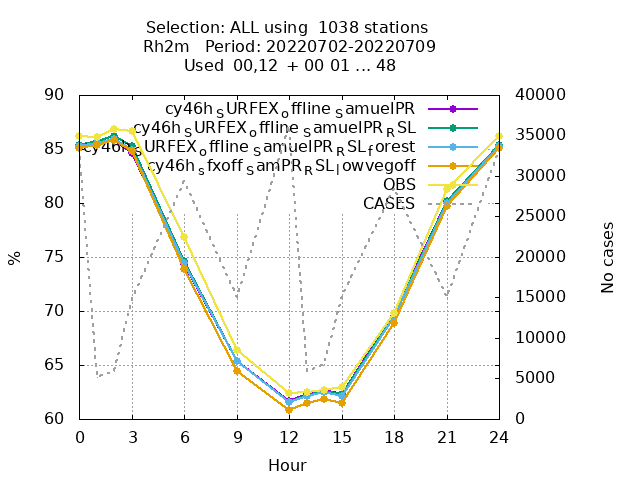 Selection: ALL using 1038 stations
Rh2m Period: 20220702-20220709
Used 00,12 + 00 01 ... 48
90
85
80
75
70
65
60
40000
35000
30000
25000
20000
15000
10000
5000
0
cy46h_SURFEX_offline_SamuelPR
cy46h_SURFEX_offline_SamuelPR_RSL
cy46h_SURFEX_offline_SamuelPR_RSL_forest
cy46h_sfxoff_SamPR_RSL_lowvegoff
OBS
CASES
%
No cases
0 3 6 9 12 15 18 21 24
Hour